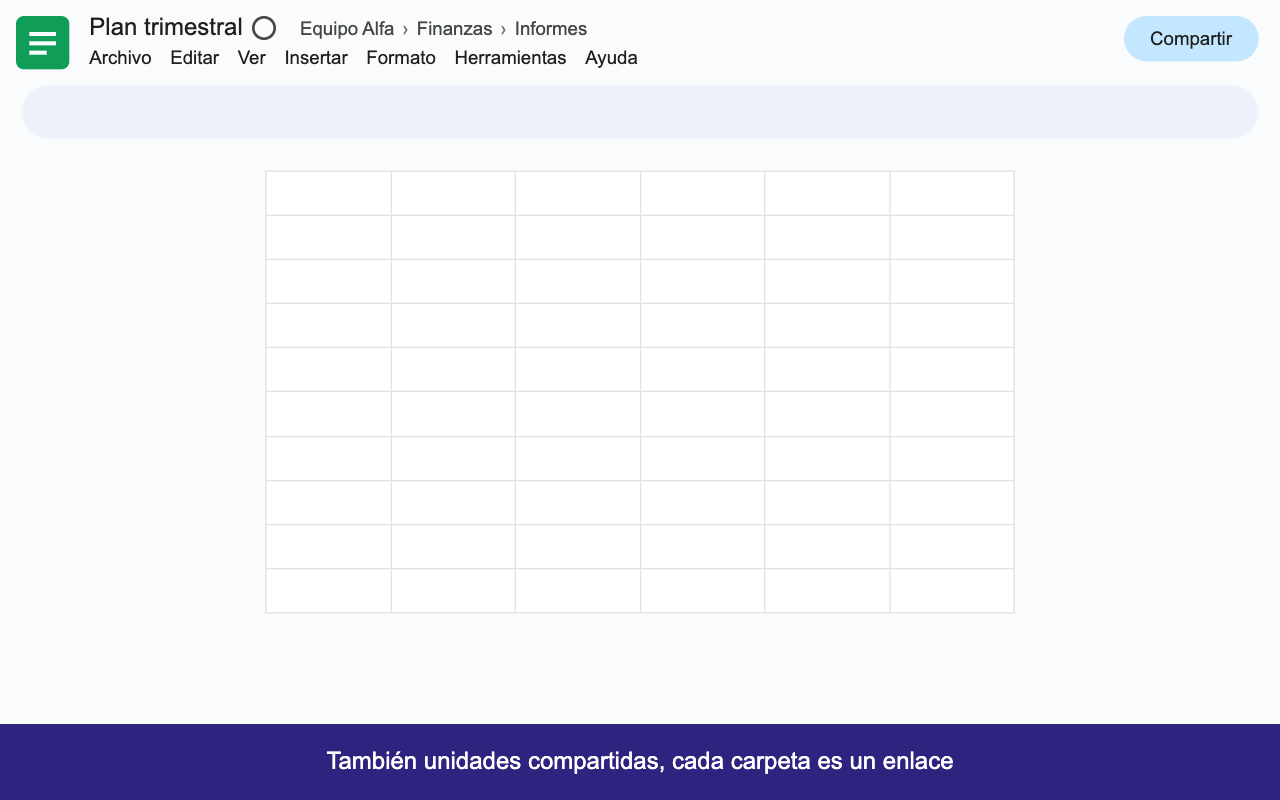 Plan trimestral Equipo Alfa › Finanzas › Informes
Archivo Editar Ver Insertar Formato Herramientas Ayuda
Compartir
También unidades compartidas, cada carpeta es un enlace